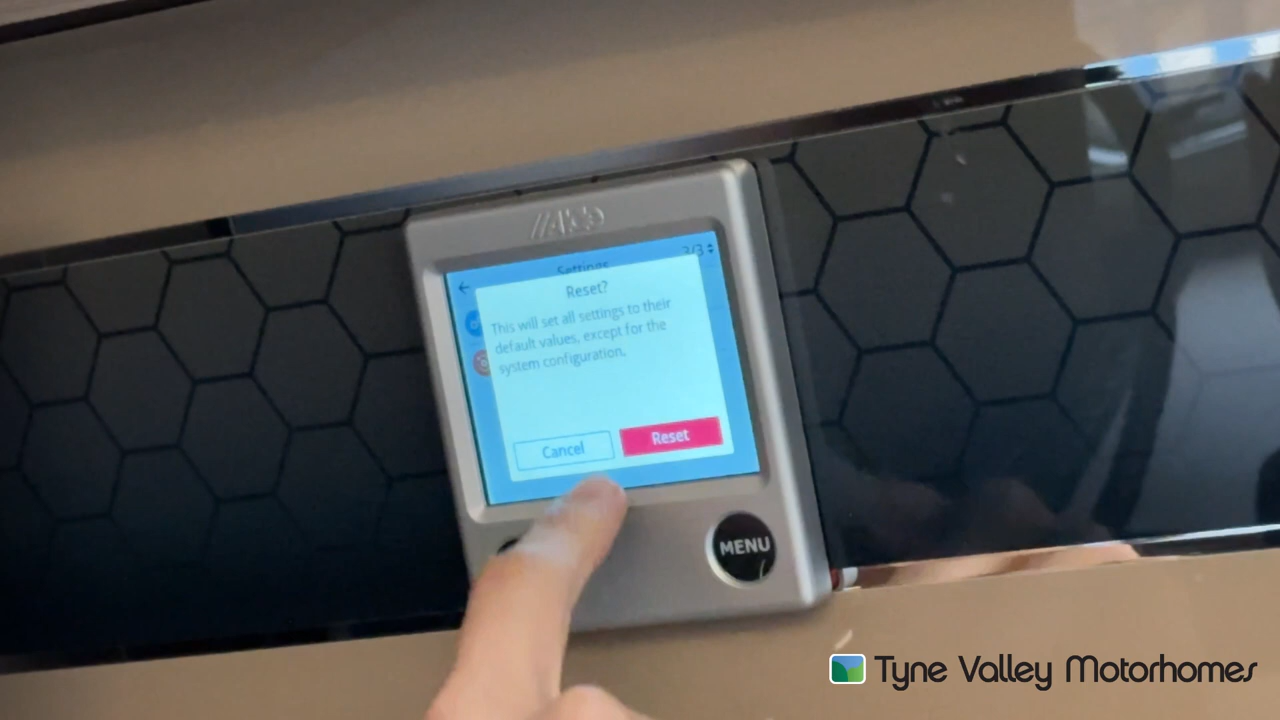 ALDE
3/3
Settings
Reset?
This will set all settings to their
default values, except for the
system configuration.
Cancel
Reset
MENU
Tyne Valley Motorhomes